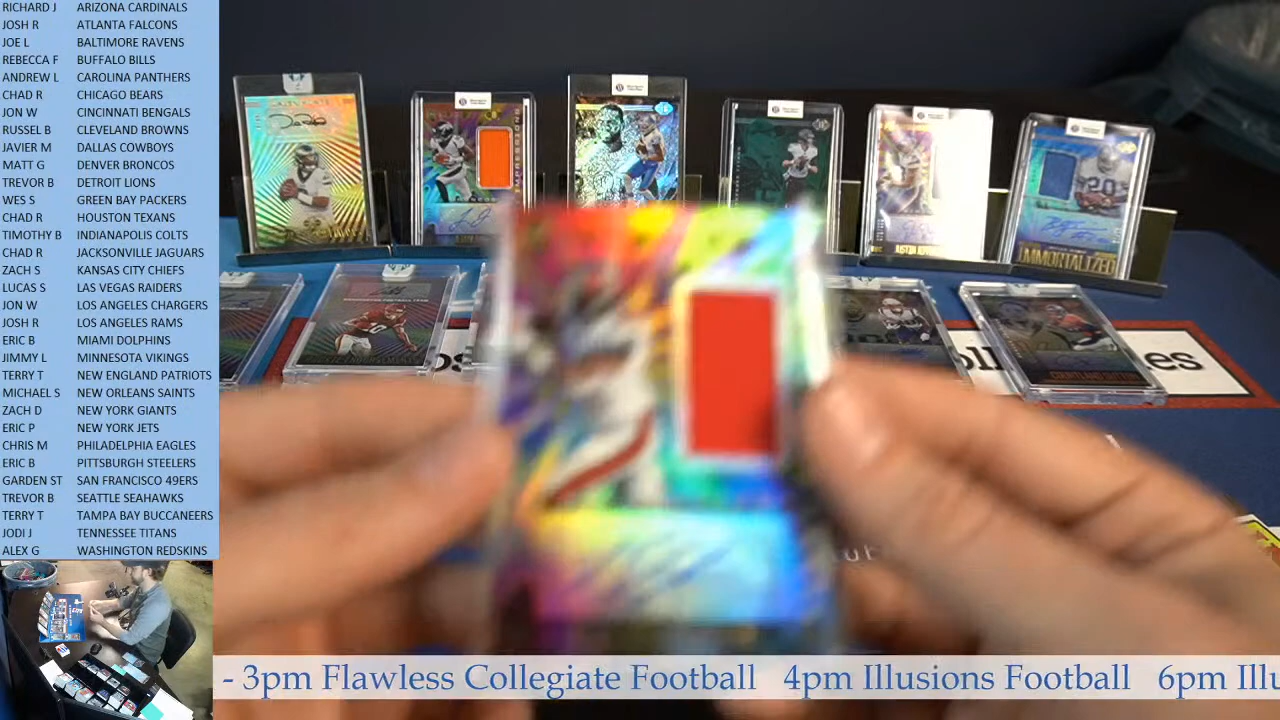 RICHARD J ARIZONA CARDINALS
JOSH R ATLANTA FALCONS
JOE L BALTIMORE RAVENS
REBECCA F BUFFALO BILLS
ANDREW L CAROLINA PANTHERS
CHAD R CHICAGO BEARS
JON W CINCINNATI BENGALS
RUSSEL B CLEVELAND BROWNS
JAVIER M DALLAS COWBOYS
MATT G DENVER BRONCOS
TREVOR B DETROIT LIONS
WES S GREEN BAY PACKERS
CHAD R HOUSTON TEXANS
TIMOTHY B INDIANAPOLIS COLTS
CHAD R JACKSONVILLE JAGUARS
ZACH S KANSAS CITY CHIEFS
LUCAS S LAS VEGAS RAIDERS
JON W LOS ANGELES CHARGERS
JOSH R LOS ANGELES RAMS
ERIC B MIAMI DOLPHINS
JIMMY L MINNESOTA VIKINGS
TERRY T NEW ENGLAND PATRIOTS
MICHAEL S NEW ORLEANS SAINTS
ZACH D NEW YORK GIANTS
ERIC P NEW YORK JETS
CHRIS M PHILADELPHIA EAGLES
ERIC B PITTSBURGH STEELERS
GARDEN ST SAN FRANCISCO 49ERS
TREVOR B SEATTLE SEAHAWKS
TERRY T TAMPA BAY BUCCANEERS
JODI J TENNESSEE TITANS
ALEX G WASHINGTON REDSKINS
IMMORTALIZED
20
- 3pm Flawless Collegiate Football 4pm Illusions Football 6pm Illu